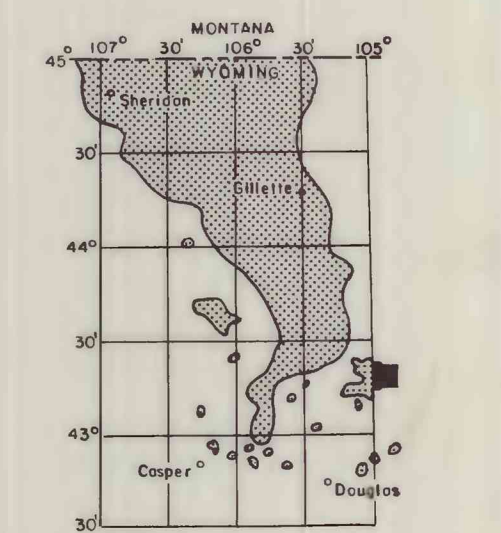 MONTANA
45° 107° 30' 106° 30' 105°
WYOMING
Sheridan
30'
Gillette
44°
30'
43°
Casper
Douglas
30'